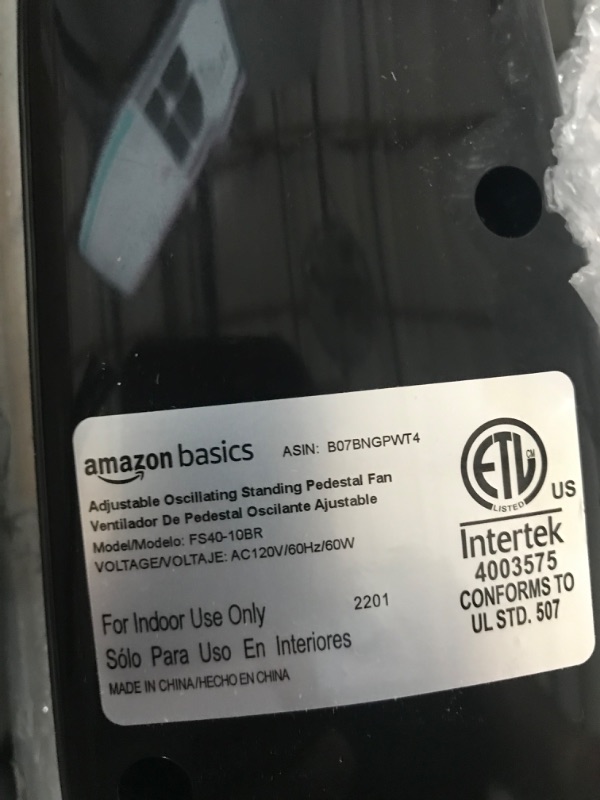 amazon basics ASIN: B07BNGPWT4
Adjustable Oscillating Standing Pedestal Fan
Ventilador De Pedestal Oscilante Ajustable
Model/Modelo: FS40-10BR
VOLTAGE/VOLTAJE: AC120V/60Hz/60W
For Indoor Use Only 2201
Sólo Para Uso En Interiores
MADE IN CHINA/HECHO EN CHINA
ETL CM
LISTED US
Intertek
4003575
CONFORMS TO
UL STD. 507